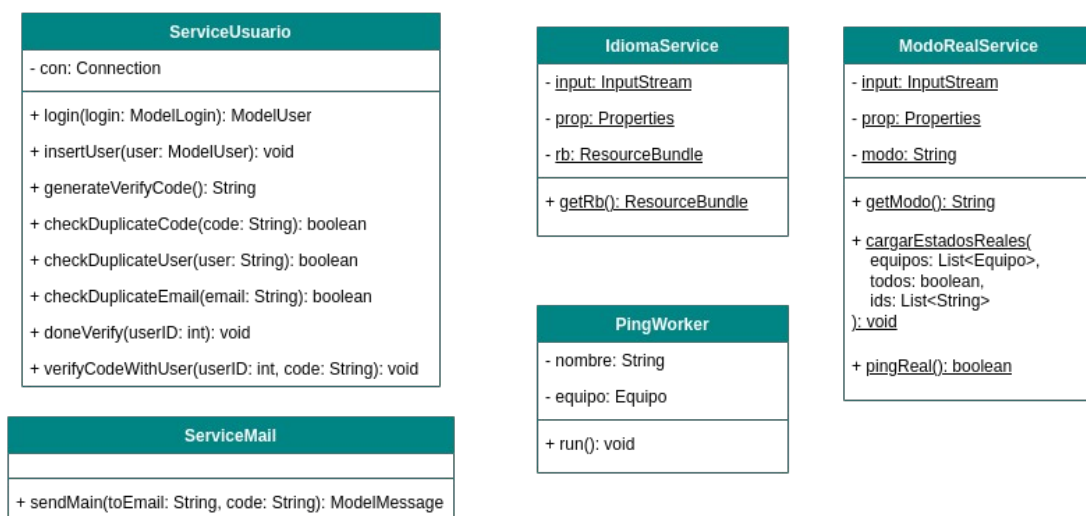 ServiceUsuario
- con: Connection
+ login(login: ModelLogin): ModelUser
+ insertUser(user: ModelUser): void
+ generateVerifyCode(): String
+ checkDuplicateCode(code: String): boolean
+ checkDuplicateUser(user: String): boolean
+ checkDuplicateEmail(email: String): boolean
+ doneVerify(userID: int): void
+ verifyCodeWithUser(userID: int, code: String): void
ServiceMail
+ sendMain(toEmail: String, code: String): ModelMessage
IdiomaService
- input: InputStream
- prop: Properties
- rb: ResourceBundle
+ getRb(): ResourceBundle
PingWorker
- nombre: String
- equipo: Equipo
+ run(): void
ModoRealService
- input: InputStream
- prop: Properties
- modo: String
+ getModo(): String
+ cargarEstadosReales(
equipos: List<Equipo>,
todos: boolean,
ids: List<String>
): void
+ pingReal(): boolean